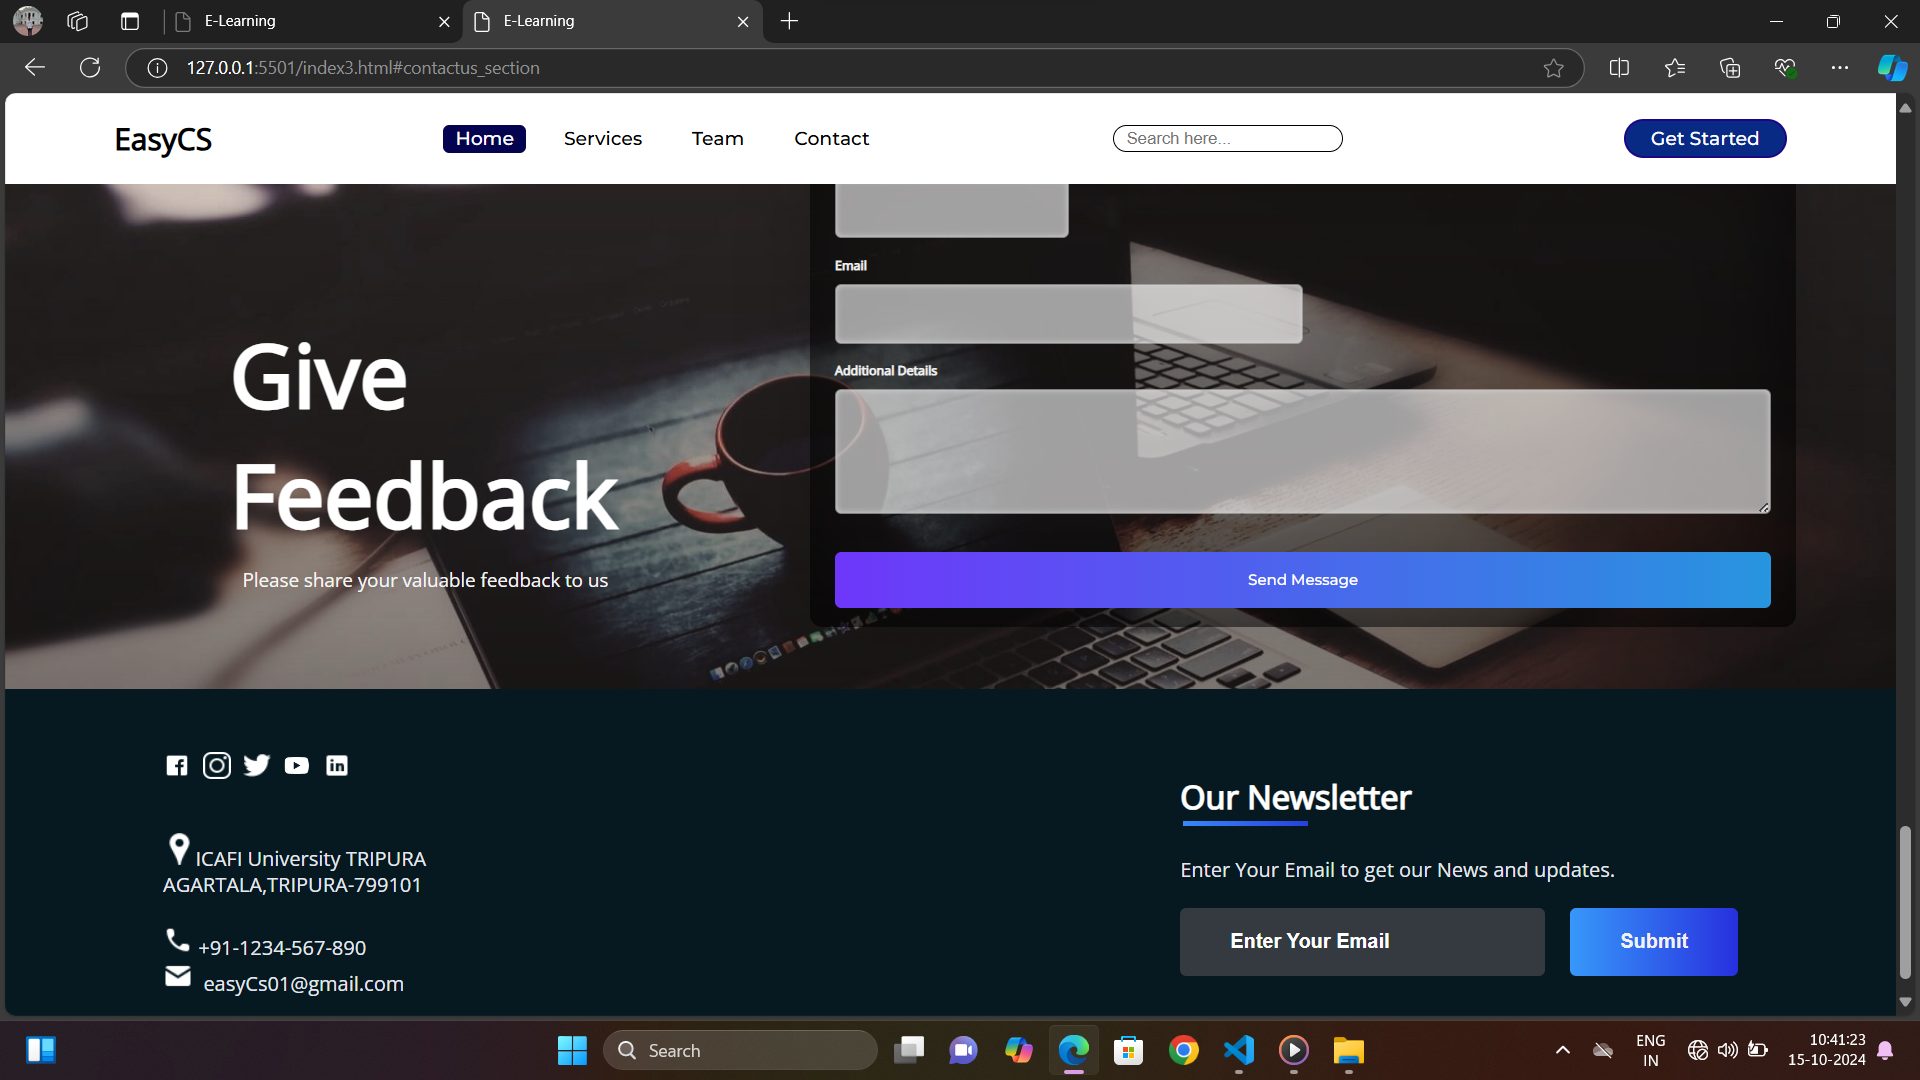 E-Learning
E-Learning
127.0.0.1:5501/index3.html#contactus_section
EasyCS
Home
Services
Team
Contact
Search here...
Get Started
Email
Additional Details
Give
Feedback
Please share your valuable feedback to us
Send Message
Our Newsletter
ICAFI University TRIPURA
AGARTALA,TRIPURA-799101
Enter Your Email to get our News and updates.
+91-1234-567-890
easyCs01@gmail.com
Enter Your Email
Submit
Search
ENG
IN
10:41:23
15-10-2024